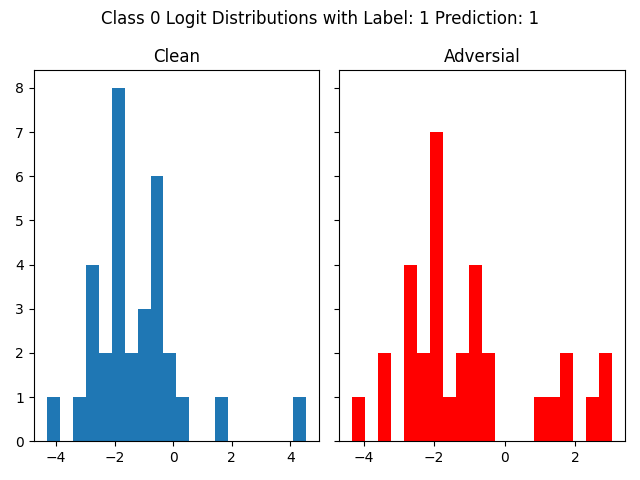 Class 0 Logit Distributions with Label: 1 Prediction: 1
Clean
Adversial
8
7
6
5
4
3
2
1
0
−4 −2 0 2 4
−4 −2 0 2